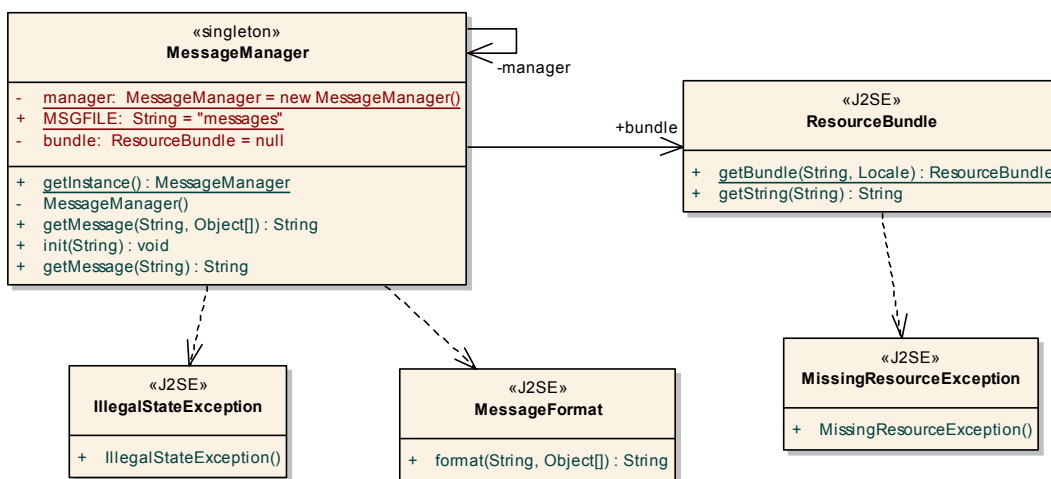 «singleton»
MessageManager
- manager: MessageManager = new MessageManager()
+ MSGFILE: String = "messages"
- bundle: ResourceBundle = null
+ getInstance() : MessageManager
- MessageManager()
+ getMessage(String, Object[]) : String
+ init(String) : void
+ getMessage(String) : String
-manager
+bundle
«J2SE»
ResourceBundle
+ getBundle(String, Locale) : ResourceBundle
+ getString(String) : String
«J2SE»
IllegalStateException
+ IllegalStateException()
«J2SE»
MessageFormat
+ format(String, Object[]) : String
«J2SE»
MissingResourceException
+ MissingResourceException()